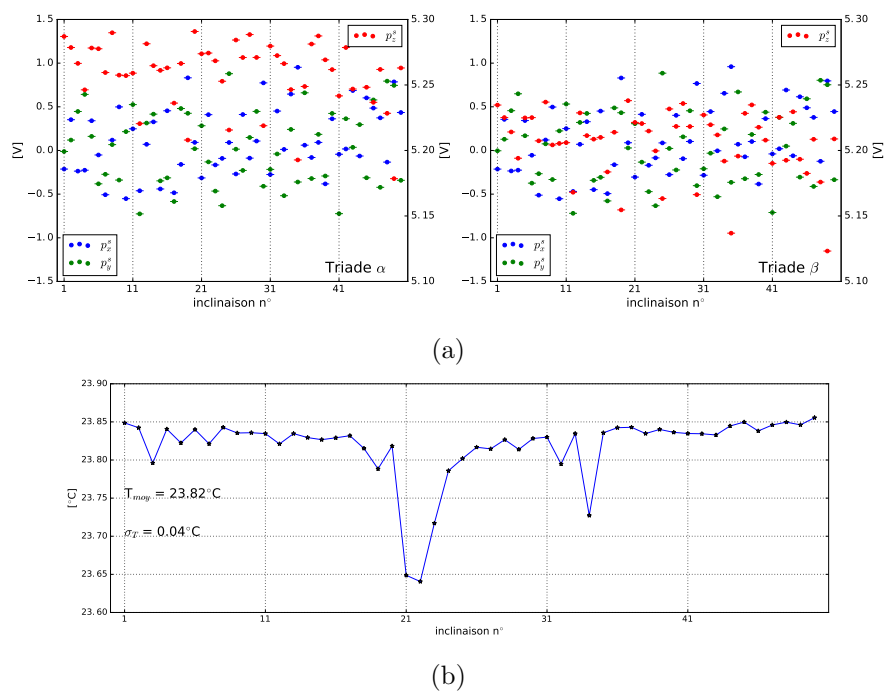 1.5
1.0
0.5
0.0
−0.5
−1.0
−1.5
[V]
1 11 21 31 41
inclinaison n°
5.30
5.25
5.20
5.15
5.10
[V]
p_z^s
p_x^s
p_y^s
Triade α
1.5
1.0
0.5
0.0
−0.5
−1.0
−1.5
[V]
1 11 21 31 41
inclinaison n°
5.30
5.25
5.20
5.15
5.10
[V]
p_z^s
p_x^s
p_y^s
Triade β
(a)
23.90
23.85
23.80
23.75
23.70
23.65
23.60
[°C]
T_moy = 23.82°C
σ_T = 0.04°C
1 11 21 31 41
inclinaison n°
(b)